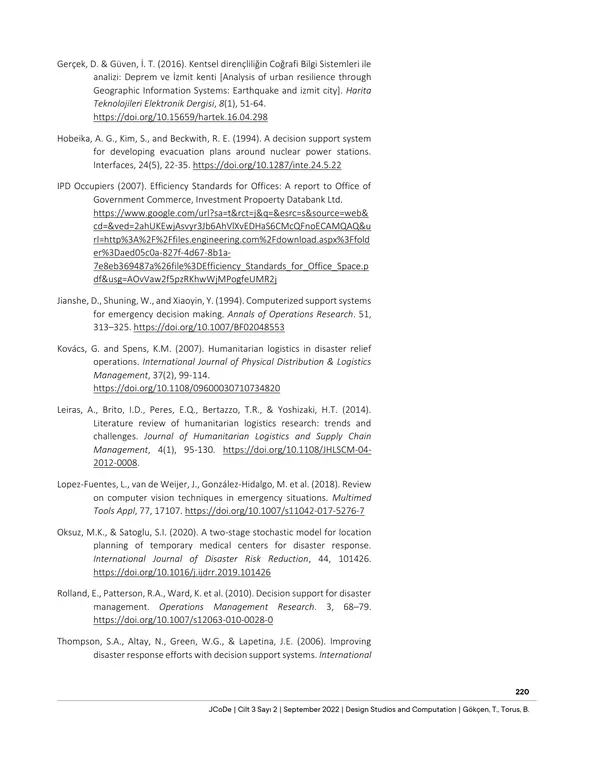 Gerçek, D. & Güven, İ. T. (2016). Kentsel dirençliliğin Coğrafi Bilgi Sistemleri ile
analizi: Deprem ve İzmit kenti [Analysis of urban resilience through
Geographic Information Systems: Earthquake and izmit city]. Harita
Teknolojileri Elektronik Dergisi, 8(1), 51-64.
https://doi.org/10.15659/hartek.16.04.298
Hobeika, A. G., Kim, S., and Beckwith, R. E. (1994). A decision support system
for developing evacuation plans around nuclear power stations.
Interfaces, 24(5), 22-35. https://doi.org/10.1287/inte.24.5.22
IPD Occupiers (2007). Efficiency Standards for Offices: A report to Office of
Government Commerce, Investment Propoerty Databank Ltd.
https://www.google.com/url?sa=t&rct=j&q=&esrc=s&source=web&
cd=&ved=2ahUKEwjAsvyr3Jb6AhVlXvEDHaS6CMcQFnoECAMQAQ&u
rl=http%3A%2F%2Ffiles.engineering.com%2Fdownload.aspx%3Ffold
er%3Daed05c0a-827f-4d67-8b1a-
7e8eb369487a%26file%3DEfficiency_Standards_for_Office_Space.p
df&usg=AOvVaw2f5pzRKhwWjMPogfeUMR2j
Jianshe, D., Shuning, W., and Xiaoyin, Y. (1994). Computerized support systems
for emergency decision making. Annals of Operations Research. 51,
313–325. https://doi.org/10.1007/BF02048553
Kovács, G. and Spens, K.M. (2007). Humanitarian logistics in disaster relief
operations. International Journal of Physical Distribution & Logistics
Management, 37(2), 99-114.
https://doi.org/10.1108/09600030710734820
Leiras, A., Brito, I.D., Peres, E.Q., Bertazzo, T.R., & Yoshizaki, H.T. (2014).
Literature review of humanitarian logistics research: trends and
challenges. Journal of Humanitarian Logistics and Supply Chain
Management, 4(1), 95-130. https://doi.org/10.1108/JHLSCM-04-
2012-0008.
Lopez-Fuentes, L., van de Weijer, J., González-Hidalgo, M. et al. (2018). Review
on computer vision techniques in emergency situations. Multimed
Tools Appl, 77, 17107. https://doi.org/10.1007/s11042-017-5276-7
Oksuz, M.K., & Satoglu, S.I. (2020). A two-stage stochastic model for location
planning of temporary medical centers for disaster response.
International Journal of Disaster Risk Reduction, 44, 101426.
https://doi.org/10.1016/j.ijdrr.2019.101426
Rolland, E., Patterson, R.A., Ward, K. et al. (2010). Decision support for disaster
management. Operations Management Research. 3, 68–79.
https://doi.org/10.1007/s12063-010-0028-0
Thompson, S.A., Altay, N., Green, W.G., & Lapetina, J.E. (2006). Improving
disaster response efforts with decision support systems. International
220
JCoDe | Cilt 3 Sayı 2 | September 2022 | Design Studios and Computation | Gökçen, T., Torus, B.